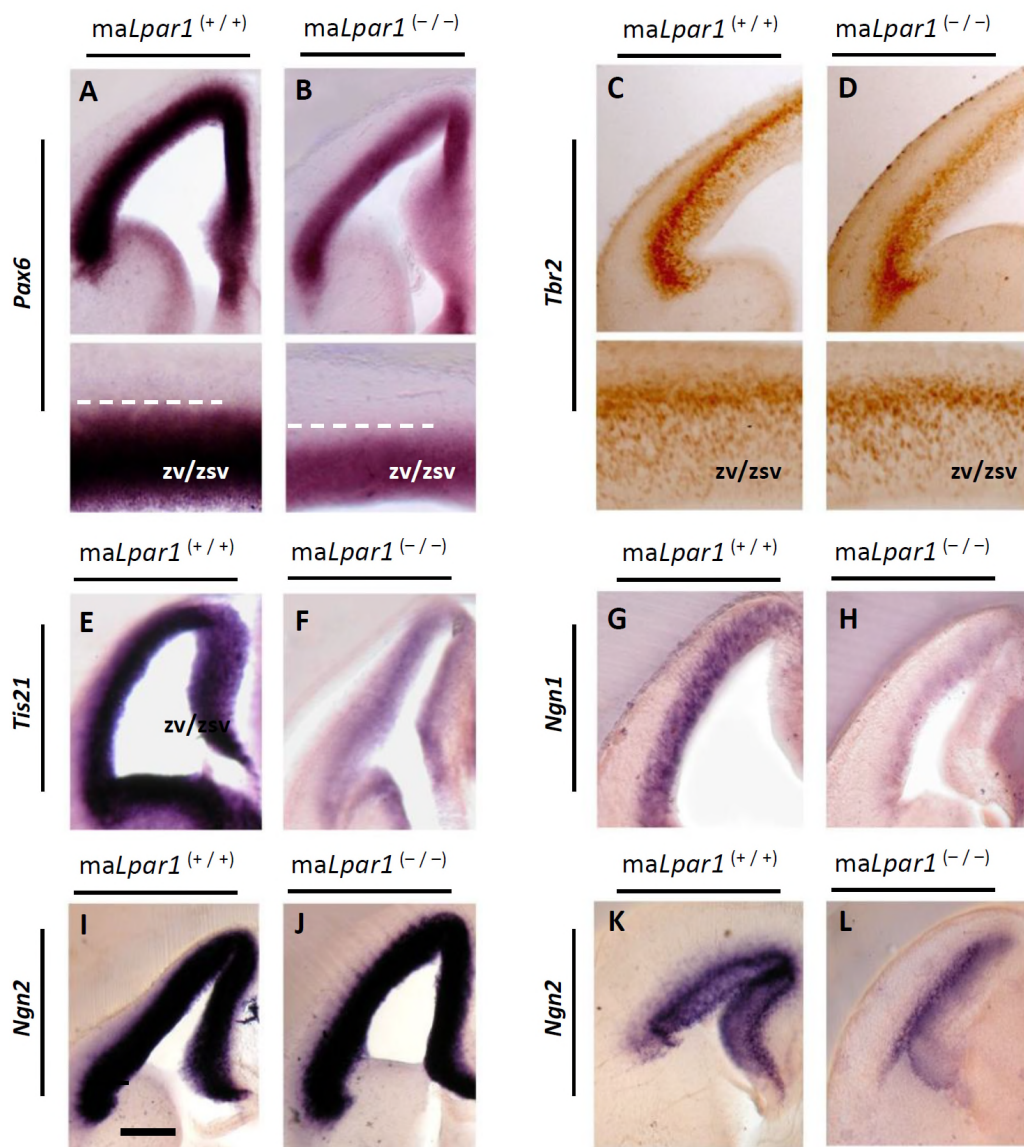 maLpar1 (+ / +) maLpar1 (– / –) maLpar1 (+ / +) maLpar1 (– / –)
A B C D
Pax6 Tbr2
zv/zsv zv/zsv zv/zsv zv/zsv
maLpar1 (+ / +) maLpar1 (– / –) maLpar1 (+ / +) maLpar1 (– / –)
E F G H
Tis21 Ngn1
zv/zsv
maLpar1 (+ / +) maLpar1 (– / –) maLpar1 (+ / +) maLpar1 (– / –)
I J K L
Ngn2 Ngn2